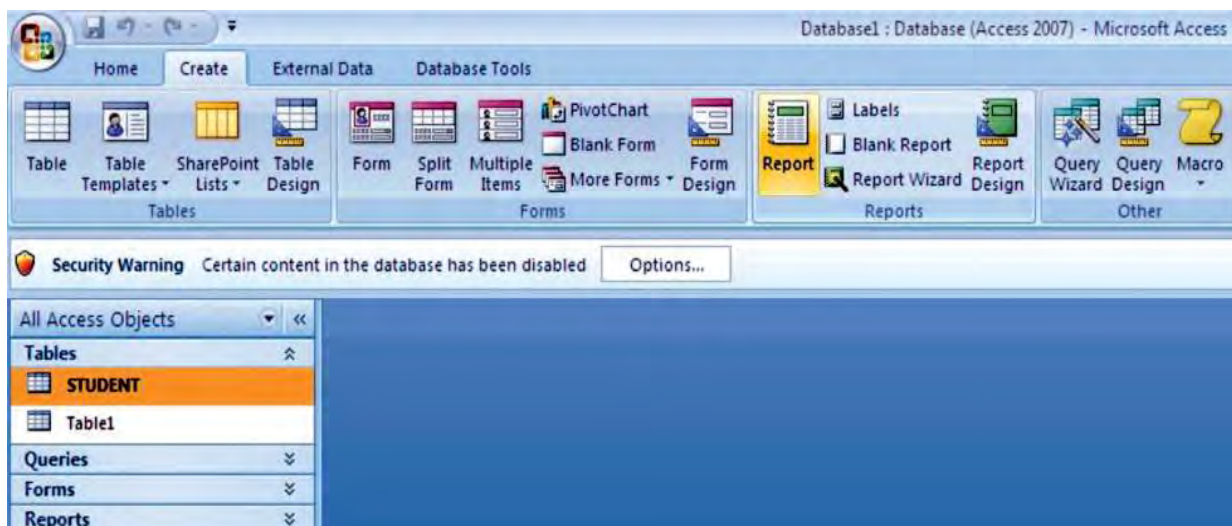 Database1 : Database (Access 2007) - Microsoft Access
Home Create External Data Database Tools
Table
Table Templates
SharePoint Lists
Table Design
Tables
Form
Split Form
Multiple Items
PivotChart
Blank Form
More Forms
Form Design
Forms
Report
Labels
Blank Report
Report Wizard
Report Design
Reports
Query Wizard
Query Design
Macro
Other
Security Warning Certain content in the database has been disabled Options...
All Access Objects
Tables
STUDENT
Table1
Queries
Forms
Reports